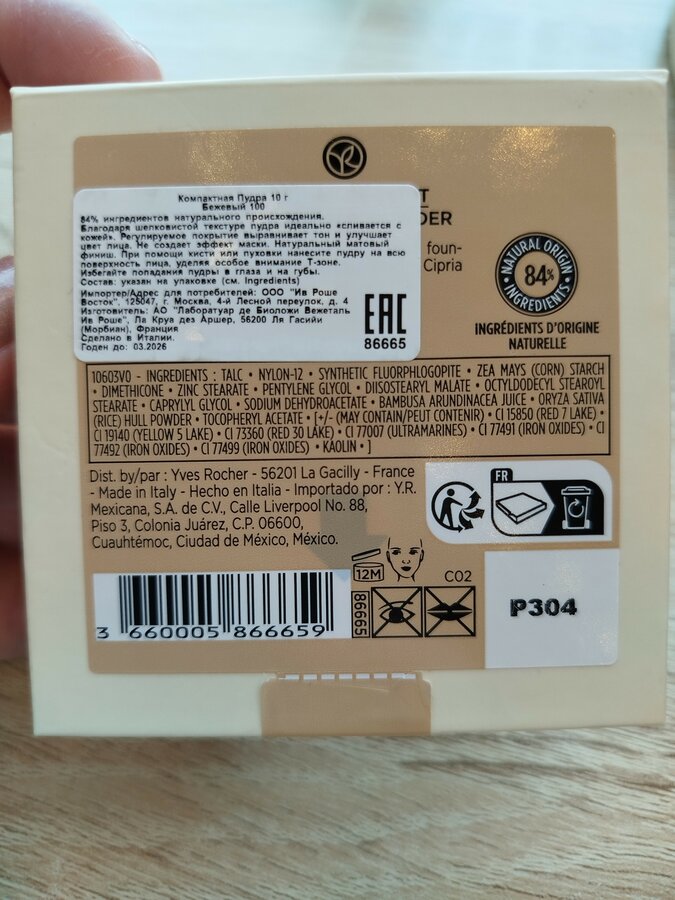 Компактная Пудра 10 г
Бежевый 100
84% ингредиентов натурального происхождения.
Благодаря шелковистой текстуре пудра идеально «сливается с
кожей». Регулируемое покрытие выравнивает тон и улучшает
цвет лица. Не создает эффект маски. Натуральный матовый
финиш. При помощи кисти или пуховки нанесите пудру на всю
поверхность лица, уделяя особое внимание Т-зоне.
Избегайте попадания пудры в глаза и на губы.
Состав: указан на упаковке (см. Ingredients)
Импортер/Адрес для потребителей: ООО "Ив Роше
Восток", 125047, г. Москва, 4-й Лесной переулок, д. 4
Изготовитель: АО "Лаборатуар де Биоложи Вежеталь
Ив Роше", Ла Круа дез Аршер, 56200 Ля Гасийи
(Морбиан), Франция
Сделано в Италии.
Годен до: 03.2026
EAC
86665
T
DER
foun-
Cipria
NATURAL ORIGIN
84%
INGREDIENTS
INGRÉDIENTS D'ORIGINE
NATURELLE
10603V0 - INGREDIENTS : TALC • NYLON-12 • SYNTHETIC FLUORPHLOGOPITE • ZEA MAYS (CORN) STARCH
• DIMETHICONE • ZINC STEARATE • PENTYLENE GLYCOL • DIISOSTEARYL MALATE • OCTYLDODECYL STEAROYL
STEARATE • CAPRYLYL GLYCOL • SODIUM DEHYDROACETATE • BAMBUSA ARUNDINACEA JUICE • ORYZA SATIVA
(RICE) HULL POWDER • TOCOPHERYL ACETATE • [+/- (MAY CONTAIN/PEUT CONTENIR) CI 15850 (RED 7 LAKE) •
CI 19140 (YELLOW 5 LAKE) • CI 73360 (RED 30 LAKE) • CI 77007 (ULTRAMARINES) • CI 77491 (IRON OXIDES) • CI
77492 (IRON OXIDES) • CI 77499 (IRON OXIDES) • KAOLIN • ]
Dist. by/par : Yves Rocher - 56201 La Gacilly - France
- Made in Italy - Hecho en Italia - Importado por : Y.R.
Mexicana, S.A. de C.V., Calle Liverpool No. 88,
Piso 3, Colonia Juárez, C.P. 06600,
Cuauhtémoc, Ciudad de México, México.
FR
12M
C02
86665
P304
3 660005 866659